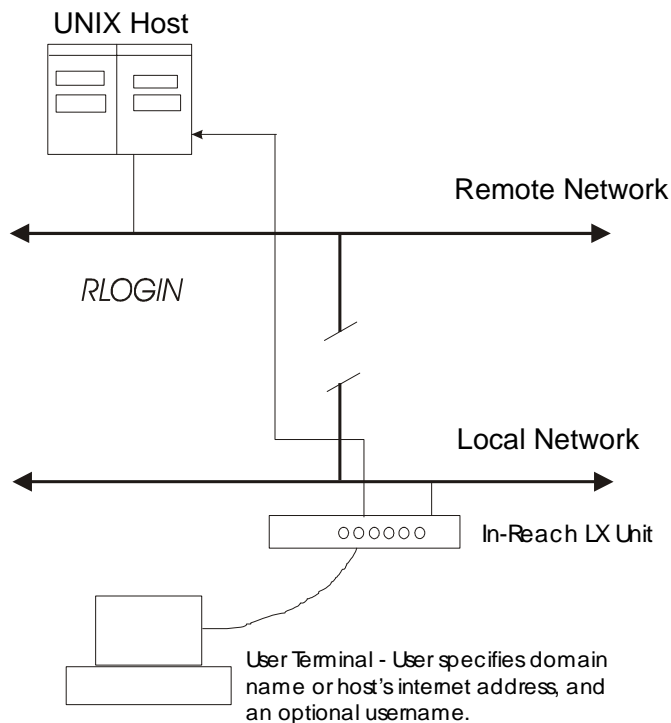 UNIX Host
Remote Network
RLOGIN
Local Network
In-Reach LX Unit
User Terminal - User specifies domain
name or host's internet address, and
an optional username.